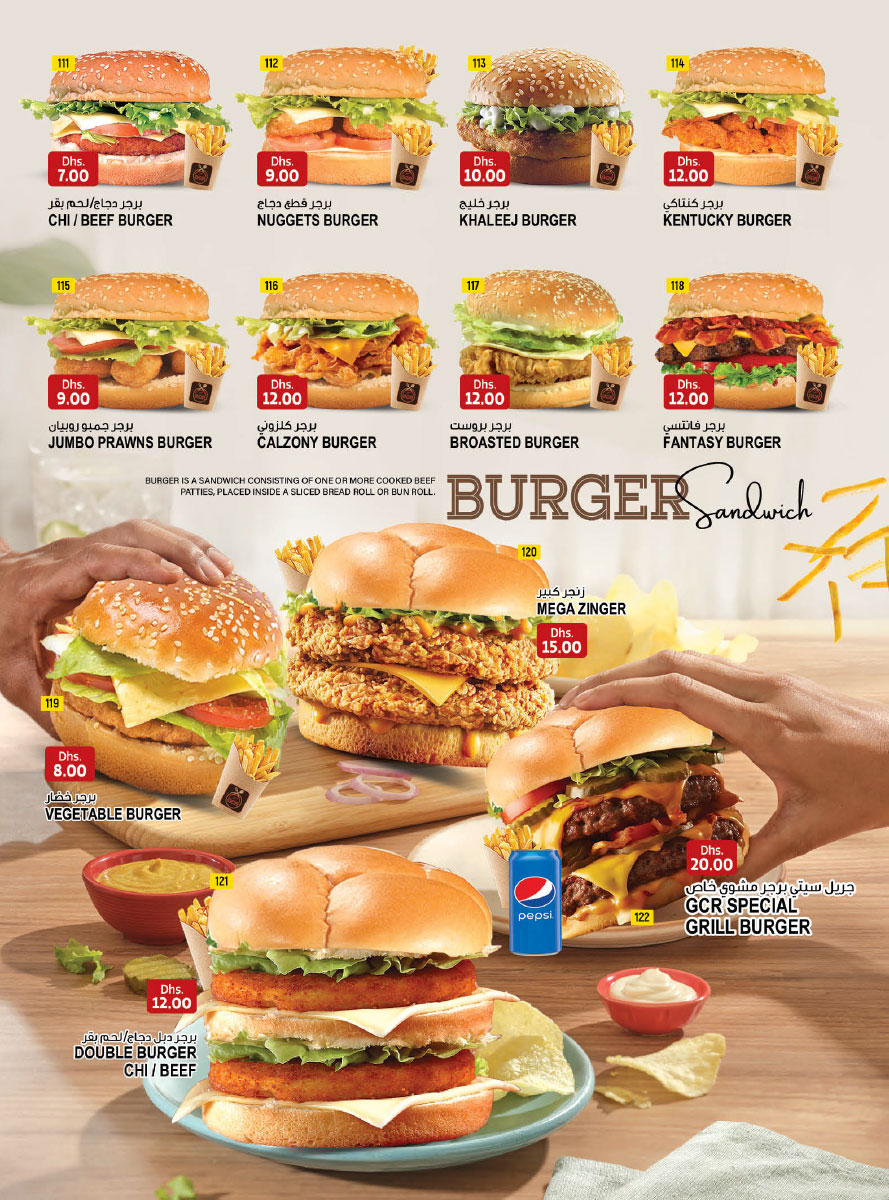 111
Dhs.
7.00
برجر دجاج/لحم بقر
CHI / BEEF BURGER
112
Dhs.
9.00
برجر قطع دجاج
NUGGETS BURGER
113
Dhs.
10.00
برجر خليج
KHALEEJ BURGER
114
Dhs.
12.00
برجر كنتاكي
KENTUCKY BURGER
115
Dhs.
9.00
برجر جمبو روبيان
JUMBO PRAWNS BURGER
116
Dhs.
12.00
برجر كلزوني
CALZONY BURGER
117
Dhs.
12.00
برجر بروست
BROASTED BURGER
118
Dhs.
12.00
برجر فانتسي
FANTASY BURGER
BURGER IS A SANDWICH CONSISTING OF ONE OR MORE COOKED BEEF
PATTIES, PLACED INSIDE A SLICED BREAD ROLL OR BUN ROLL.
BURGER Sandwich
120
زنجر كبير
MEGA ZINGER
Dhs.
15.00
119
Dhs.
8.00
برجر خضار
VEGETABLE BURGER
Dhs.
20.00
جريل سيتي برجر مشوي خاص
GCR SPECIAL
GRILL BURGER
122
pepsi
121
Dhs.
12.00
برجر دبل دجاج/لحم بقر
DOUBLE BURGER
CHI / BEEF